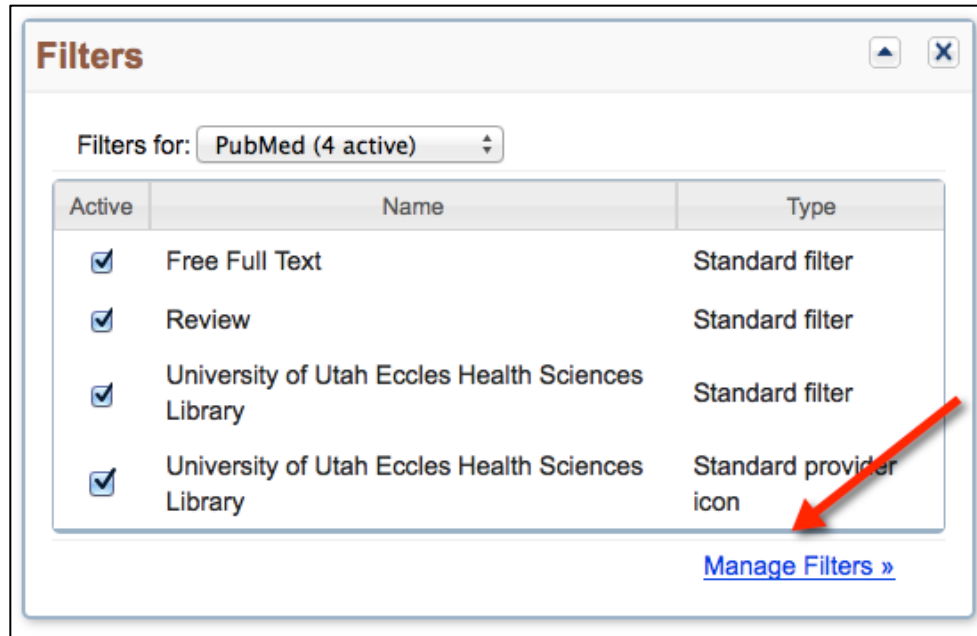 Filters
Filters for: PubMed (4 active)
Active Name Type
Free Full Text Standard filter
Review Standard filter
University of Utah Eccles Health Sciences
Library
Standard filter
University of Utah Eccles Health Sciences
Library
Standard provider
icon
Manage Filters »